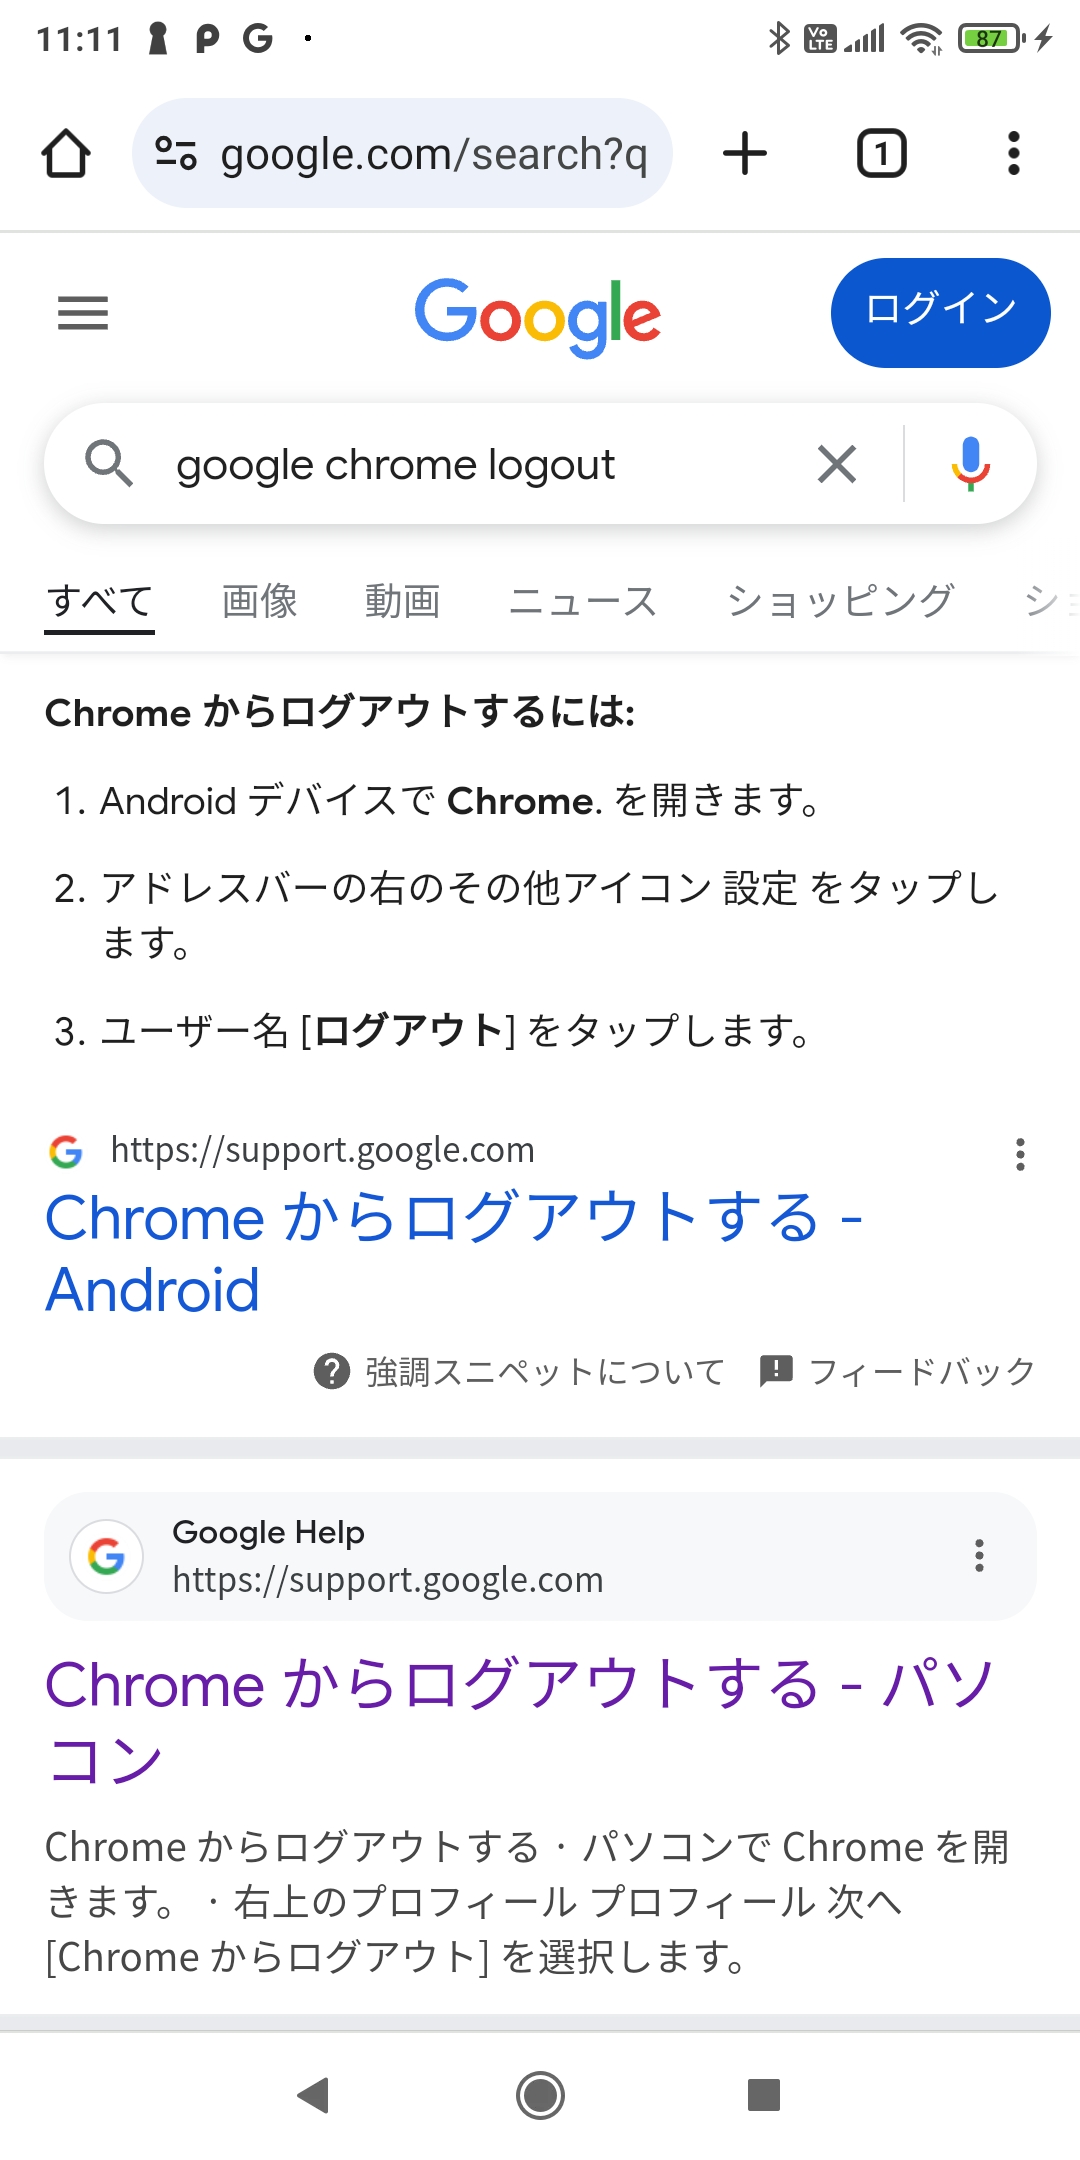 11:11
Vo LTE
87
google.com/search?q
1
Google
ログイン
google chrome logout
すべて 画像 動画 ニュース ショッピング シ
Chrome からログアウトするには:
1. Android デバイスで Chrome. を開きます。
2. アドレスバーの右のその他アイコン 設定 をタップし
ます。
3. ユーザー名 [ログアウト] をタップします。
https://support.google.com
Chrome からログアウトする -
Android
強調スニペットについて フィードバック
Google Help
https://support.google.com
Chrome からログアウトする - パソ
コン
Chrome からログアウトする · パソコンで Chrome を開
きます。 · 右上のプロフィール プロフィール 次へ
[Chrome からログアウト] を選択します。